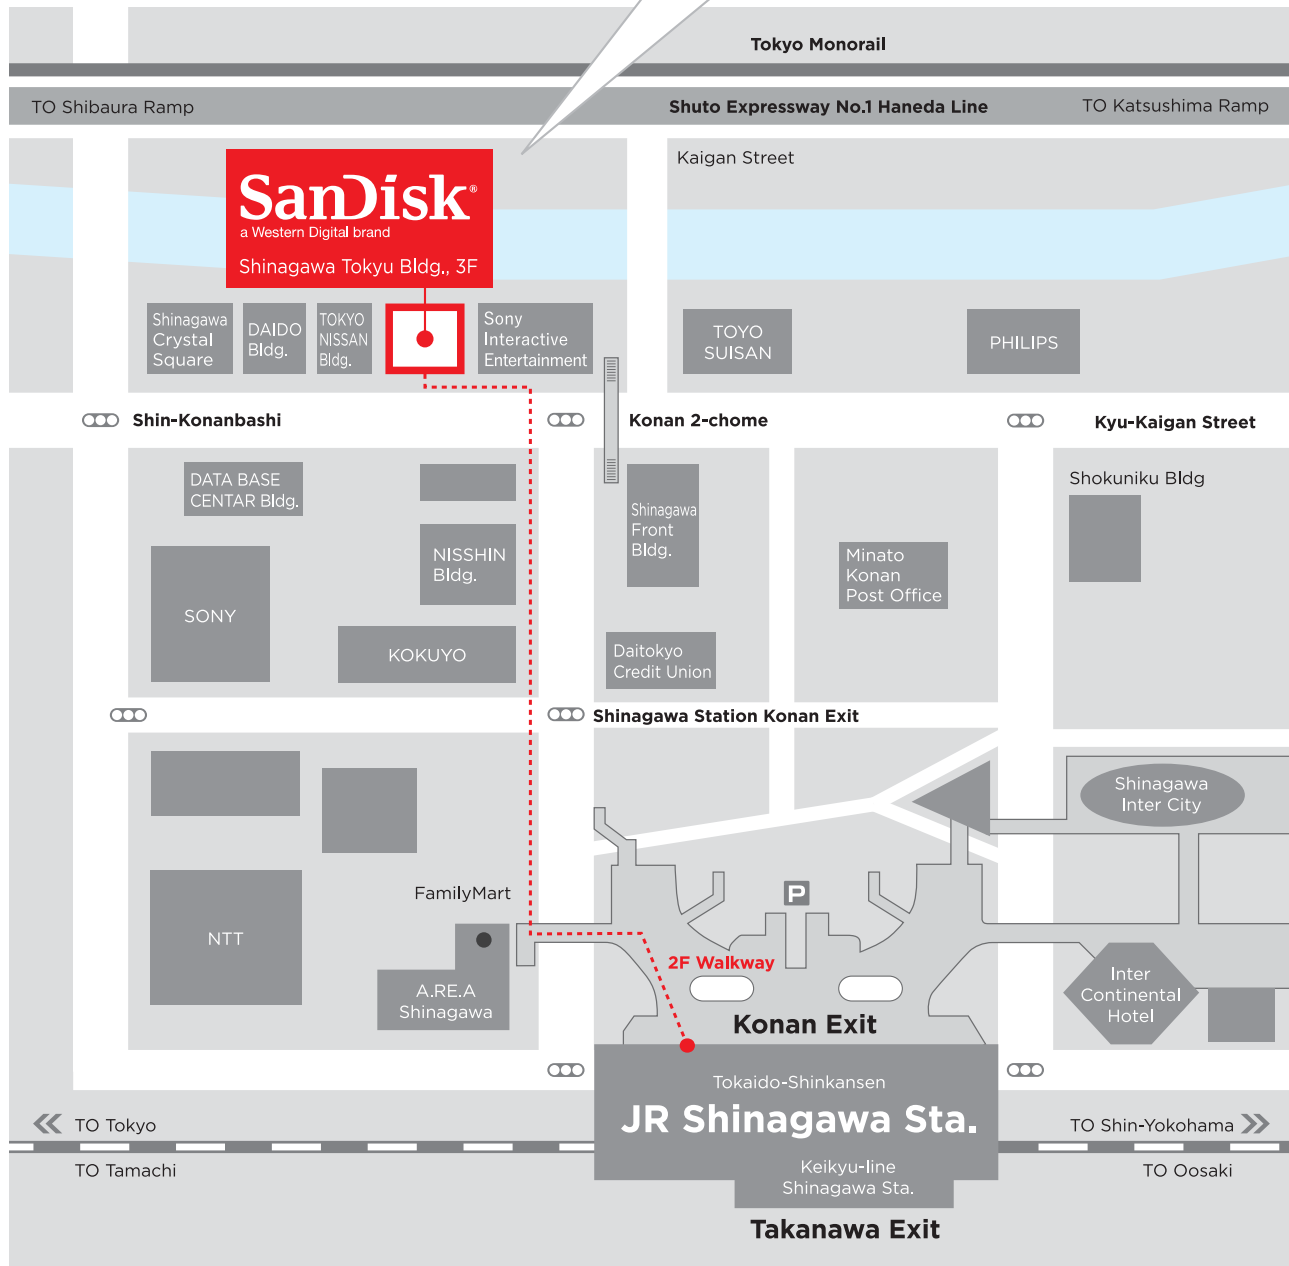 Tokyo Monorail
TO Shibaura Ramp
Shuto Expressway No.1 Haneda Line
TO Katsushima Ramp
Kaigan Street
SanDisk®
a Western Digital brand
Shinagawa Tokyu Bldg., 3F
Shinagawa
Crystal
Square
DAIDO
Bldg.
TOKYO
NISSAN
Bldg.
Sony
Interactive
Entertainment
TOYO
SUISAN
PHILIPS
Shin-Konanbashi
Konan 2-chome
Kyu-Kaigan Street
DATA BASE
CENTAR Bldg.
NISSHIN
Bldg.
SONY
KOKUYO
Shinagawa
Front
Bldg.
Daitokyo
Credit Union
Minato
Konan
Post Office
Shokuniku Bldg
Shinagawa Station Konan Exit
Shinagawa
Inter City
FamilyMart
NTT
A.RE.A
Shinagawa
P
2F Walkway
Konan Exit
Inter
Continental
Hotel
Tokaido-Shinkansen
JR Shinagawa Sta.
TO Tokyo
TO Shin-Yokohama
TO Tamachi
Keikyu-line
Shinagawa Sta.
TO Oosaki
Takanawa Exit